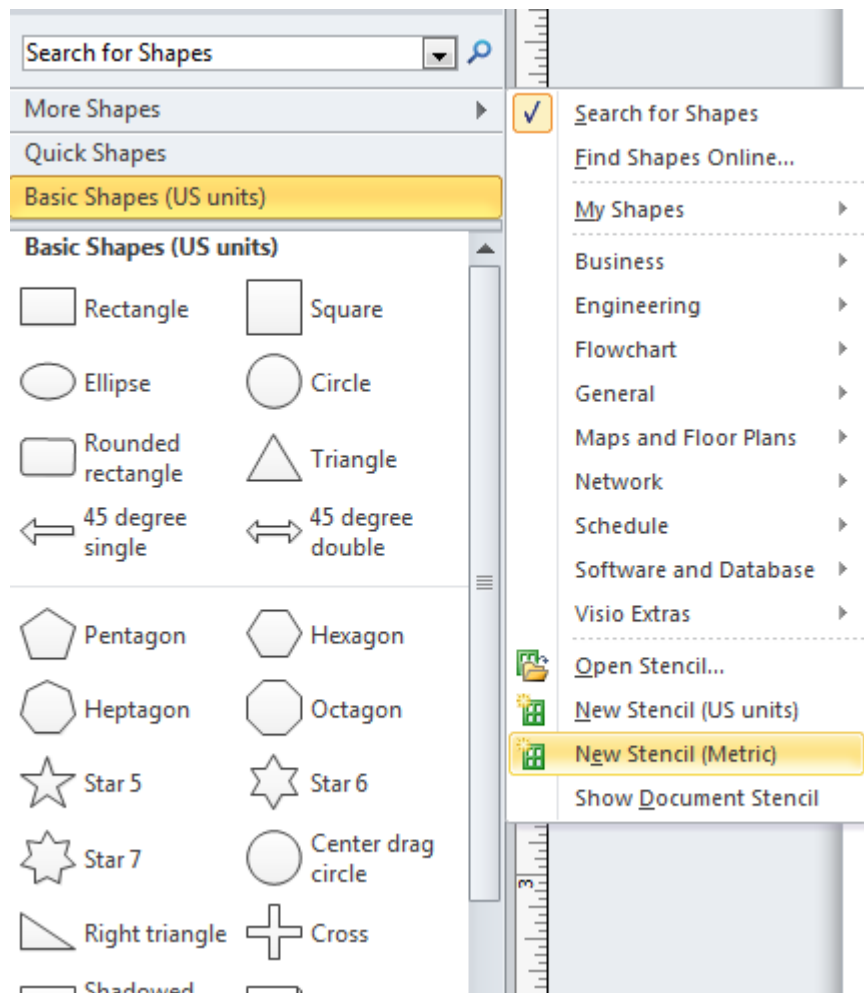 Search for Shapes
More Shapes
Quick Shapes
Basic Shapes (US units)
Basic Shapes (US units)
Rectangle
Square
Ellipse
Circle
Rounded
rectangle
Triangle
45 degree
single
45 degree
double
Pentagon
Hexagon
Heptagon
Octagon
Star 5
Star 6
Star 7
Center drag
circle
Right triangle
Cross
Shadowed
Search for Shapes
Find Shapes Online...
My Shapes
Business
Engineering
Flowchart
General
Maps and Floor Plans
Network
Schedule
Software and Database
Visio Extras
Open Stencil...
New Stencil (US units)
New Stencil (Metric)
Show Document Stencil
3